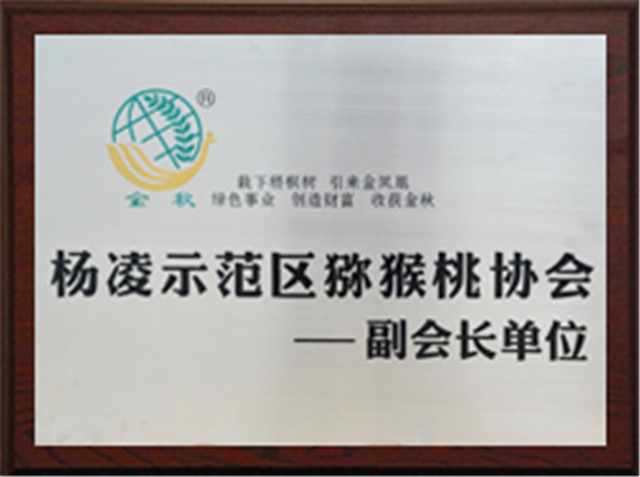 ®
栽下梧桐树 引来金凤凰
金秋 绿色事业 创造财富 收获金秋
杨凌示范区猕猴桃协会
——副会长单位